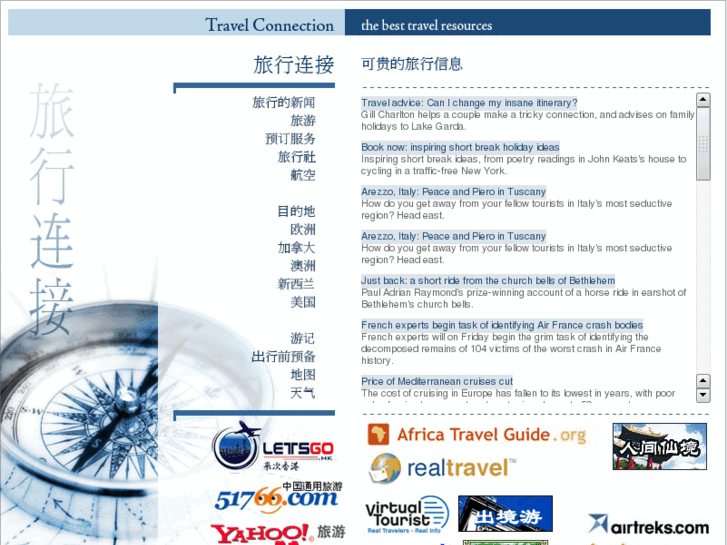 Travel Connection
the best travel resources
旅行连接
旅行连接
旅行的新闻
旅游
预订服务
旅行社
航空
目的地
欧洲
加拿大
澳洲
新西兰
美国
游记
出行前预备
地图
天气
可贵的旅行信息
Travel advice: Can I change my insane itinerary?
Gill Charlton helps a couple make a tricky connection, and advises on family
holidays to Lake Garda.
Book now: inspiring short break holiday ideas
Inspiring short break ideas, from poetry readings in John Keats's house to
cycling in a traffic-free New York.
Arezzo, Italy: Peace and Piero in Tuscany
How do you get away from your fellow tourists in Italy's most seductive
region? Head east.
Arezzo, Italy: Peace and Piero in Tuscany
How do you get away from your fellow tourists in Italy's most seductive
region? Head east.
Just back: a short ride from the church bells of Bethlehem
Paul Adrian Raymond's prize-winning account of a horse ride in earshot of
Bethlehem's church bells.
French experts begin task of identifying Air France crash bodies
French experts will on Friday begin the grim task of identifying the
decomposed remains of 104 victims of the worst crash in Air France
history.
Price of Mediterranean cruises cut
The cost of cruising in Europe has fallen to its lowest in years, with poor
LETSGO
.HK
来次香港
中国通用旅游
51766.com
YAHOO! 旅游
Africa Travel Guide.org
realtravel™
Virtual
Tourist.com
Real Travelers - Real Info
出境游
人间仙境
airtreks.com
S
SW